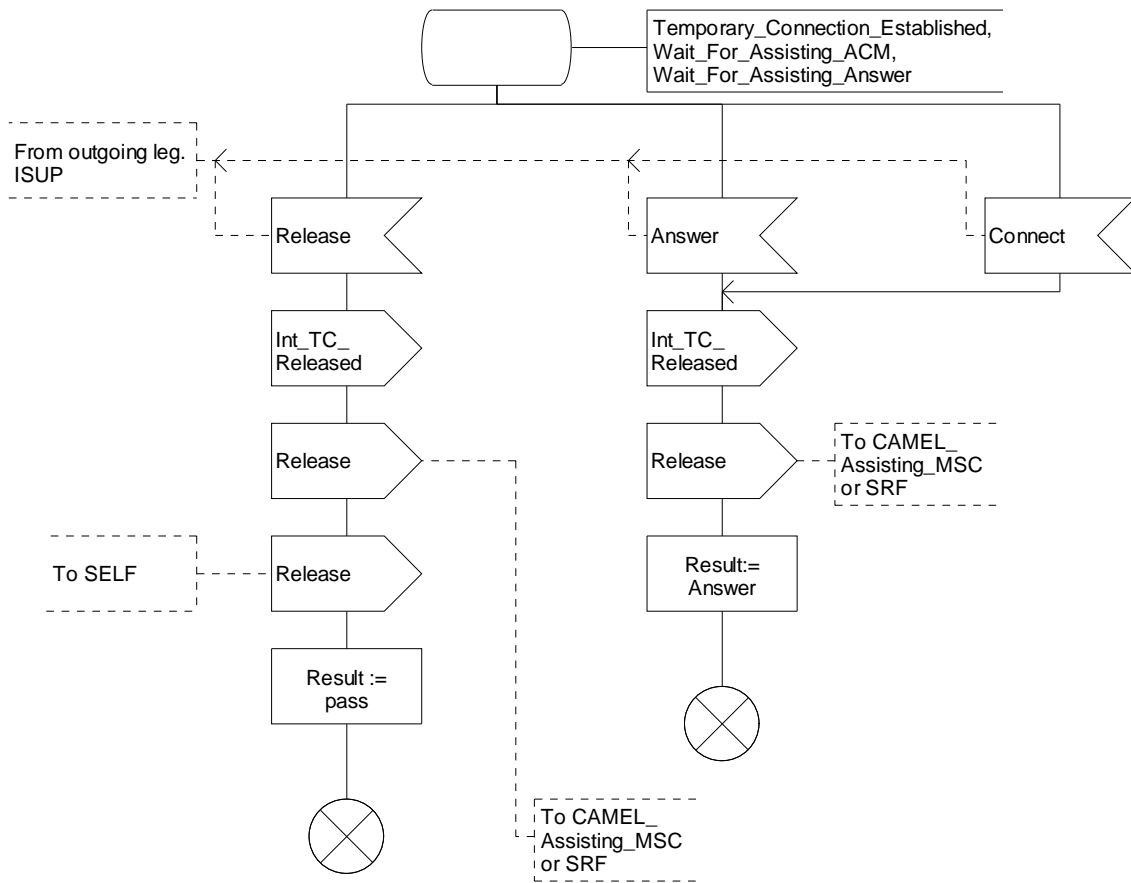 Temporary_Connection_Established,
Wait_For_Assisting_ACM,
Wait_For_Assisting_Answer
From outgoing leg.
ISUP
Release
Answer
Connect
Int_TC_
Released
Int_TC_
Released
Release
Release
To CAMEL_
Assisting_MSC
or SRF
To SELF
Release
Result:=
Answer
Result :=
pass
To CAMEL_
Assisting_MSC
or SRF